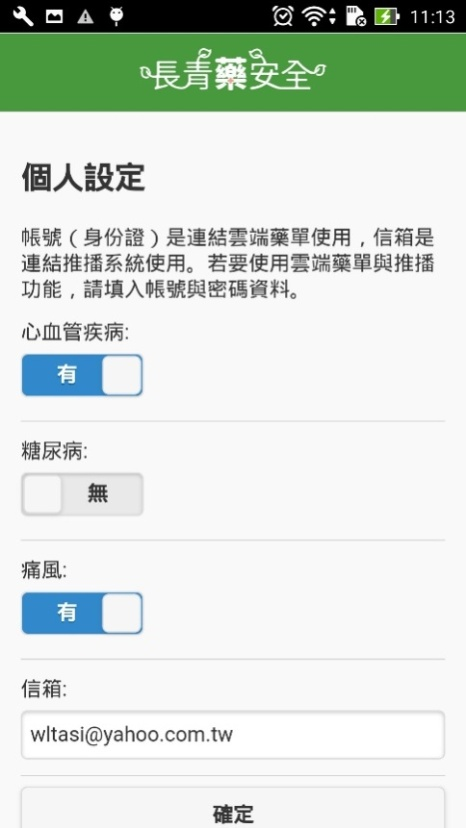 11:13
長青藥安全
個人設定
帳號（身份證）是連結雲端藥單使用，信箱是
連結推播系統使用。若要使用雲端藥單與推播
功能，請填入帳號與密碼資料。
心血管疾病:
有
糖尿病:
無
痛風:
有
信箱:
wltasi@yahoo.com.tw
確定